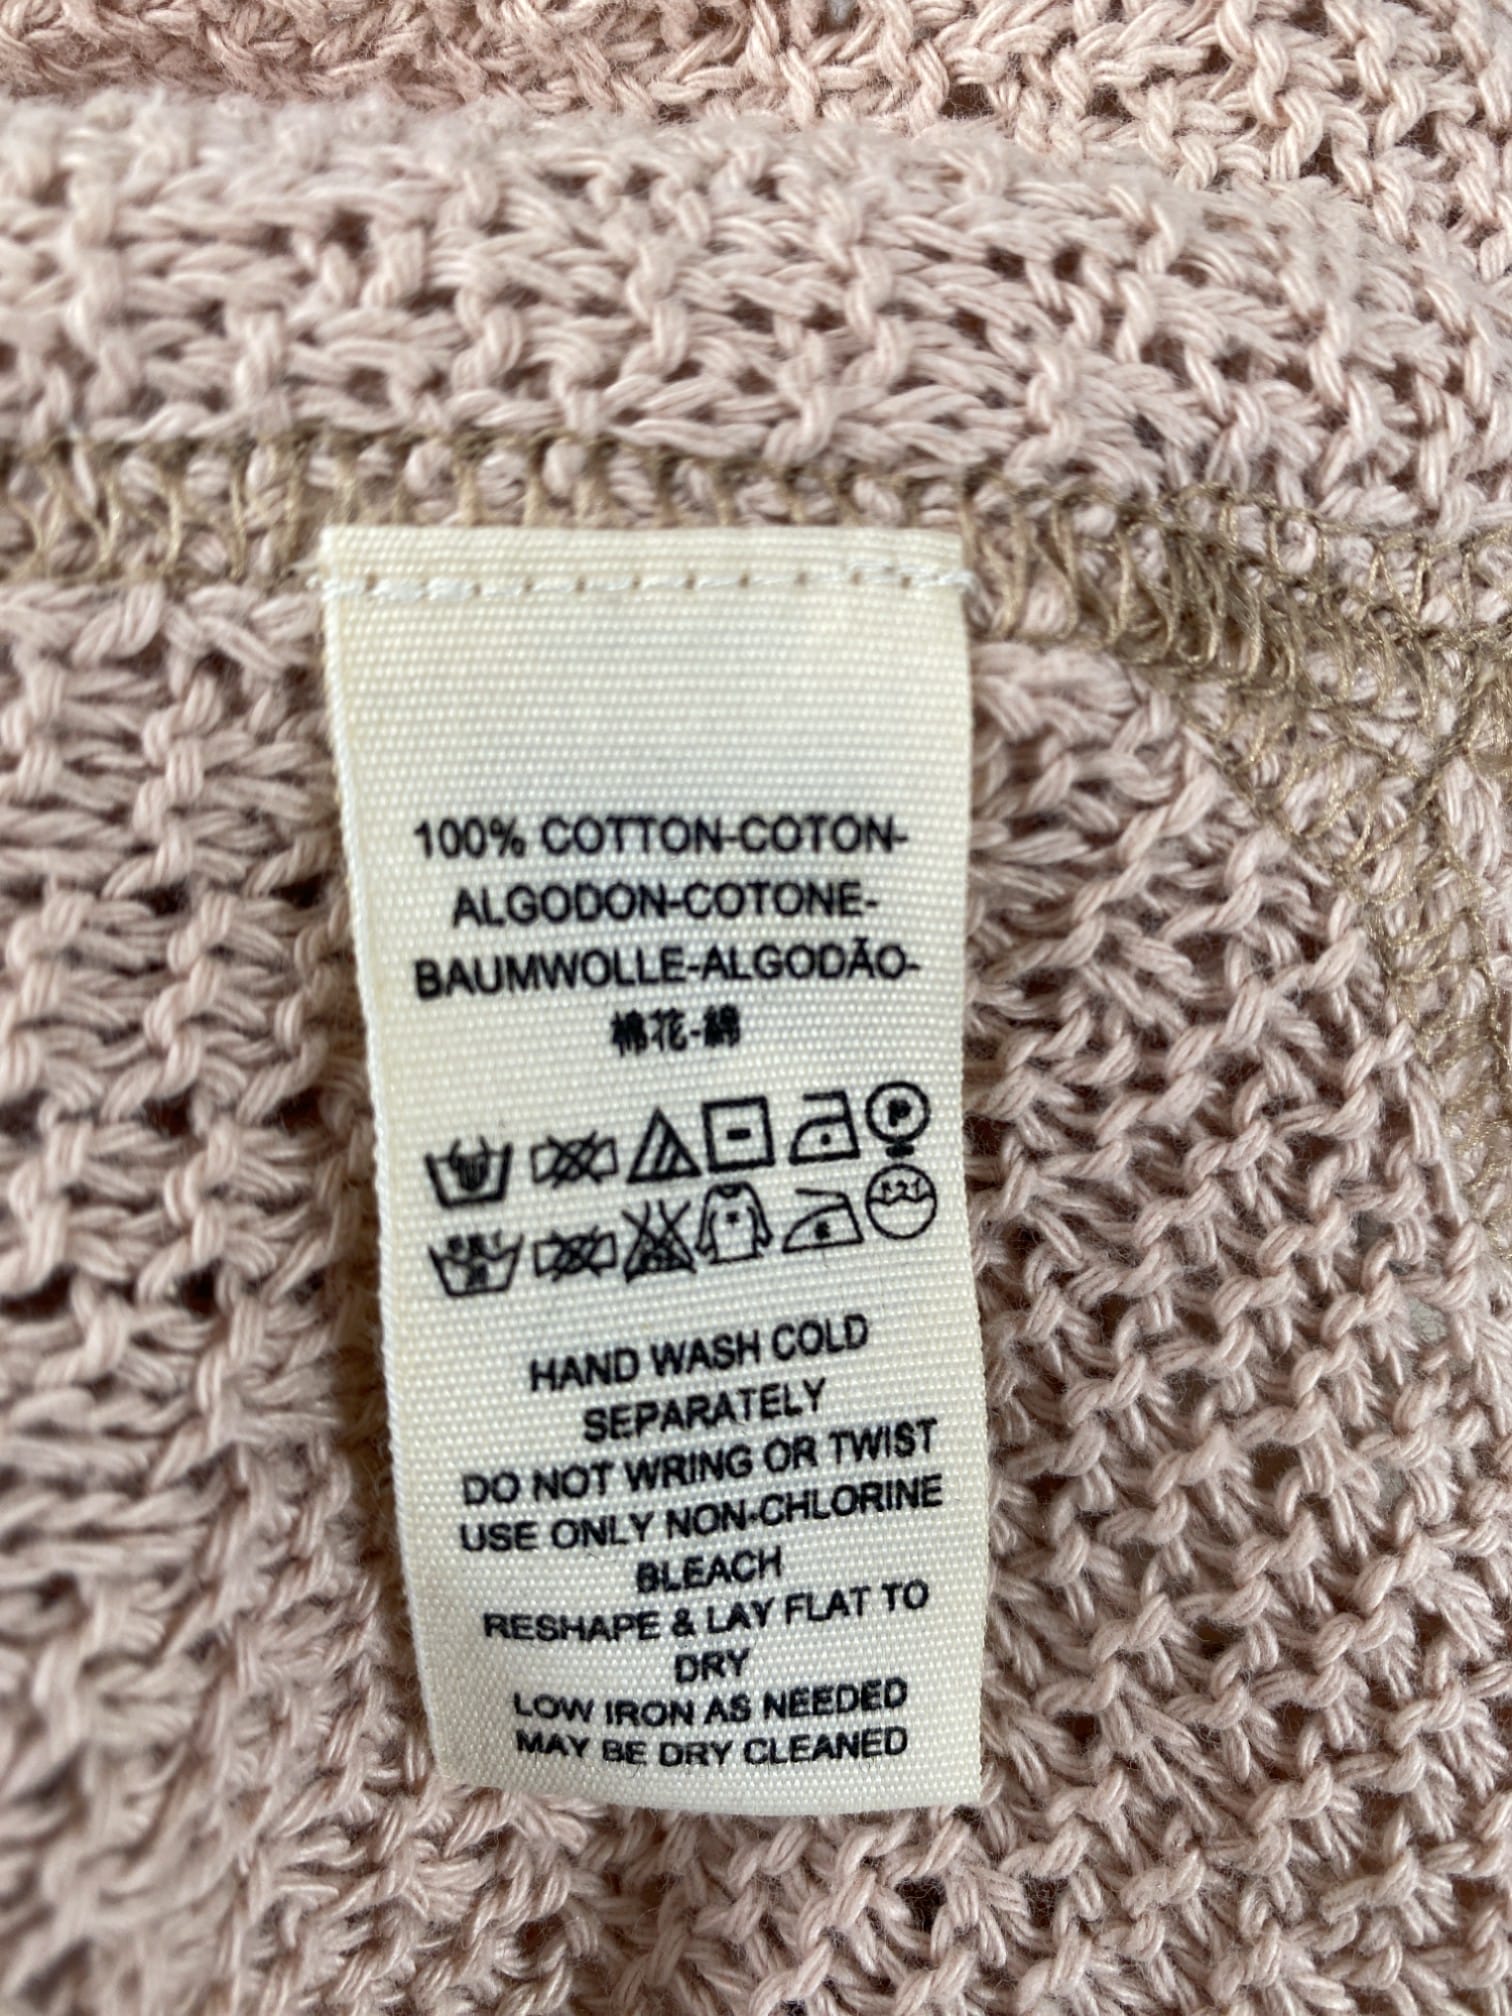 100% COTTON-COTON-
ALGODON-COTONE-
BAUMWOLLE-ALGODÃO-
棉花-綿
P
HAND WASH COLD
SEPARATELY
DO NOT WRING OR TWIST
USE ONLY NON-CHLORINE
BLEACH
RESHAPE & LAY FLAT TO
DRY
LOW IRON AS NEEDED
MAY BE DRY CLEANED